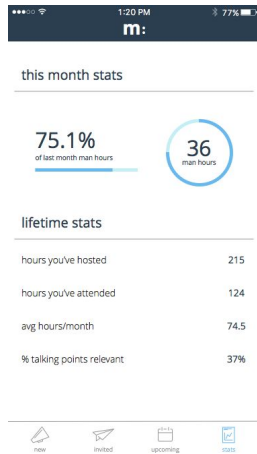 1:20 PM
77%
m:
this month stats
75.1%
of last month man hours
36
man hours
lifetime stats
hours you've hosted 215
hours you've attended 124
avg hours/month 74.5
% talking points relevant 37%
new invited upcoming stats